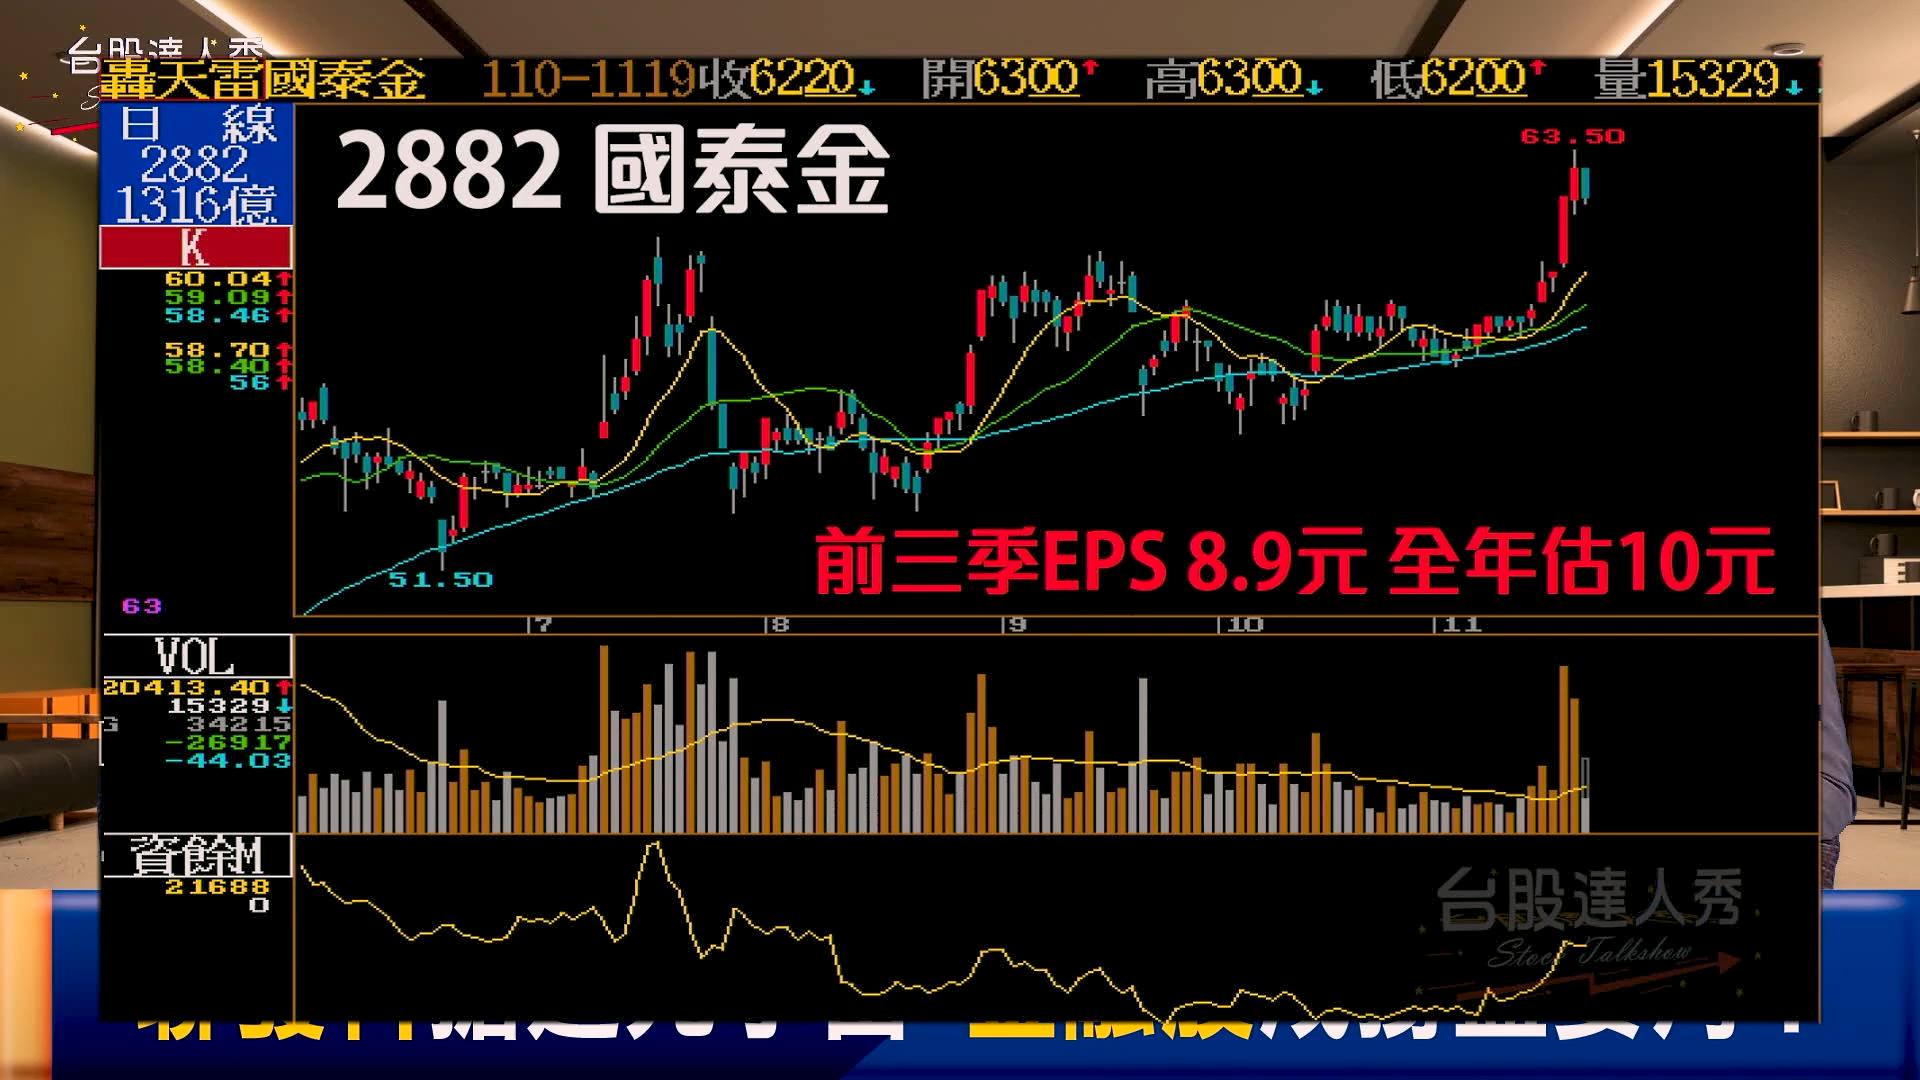 台股達人秀
轟天雷國泰金 110-1119收6220↓ 開6300↑ 高6300↓ 低6200↑ 量15329↓
日 線
2882
1316億
2882 國泰金
63.50
K
60.04↑
59.09↑
58.46↑
58.70↑
58.40↑
56↑
前三季EPS 8.9元 全年估10元
51.50
63
7 8 9 10 11
VOL
20413.40↑
15329↓
34215
-26917
-44.03
資餘M
21688
0
台股達人秀
Stock Talkshow